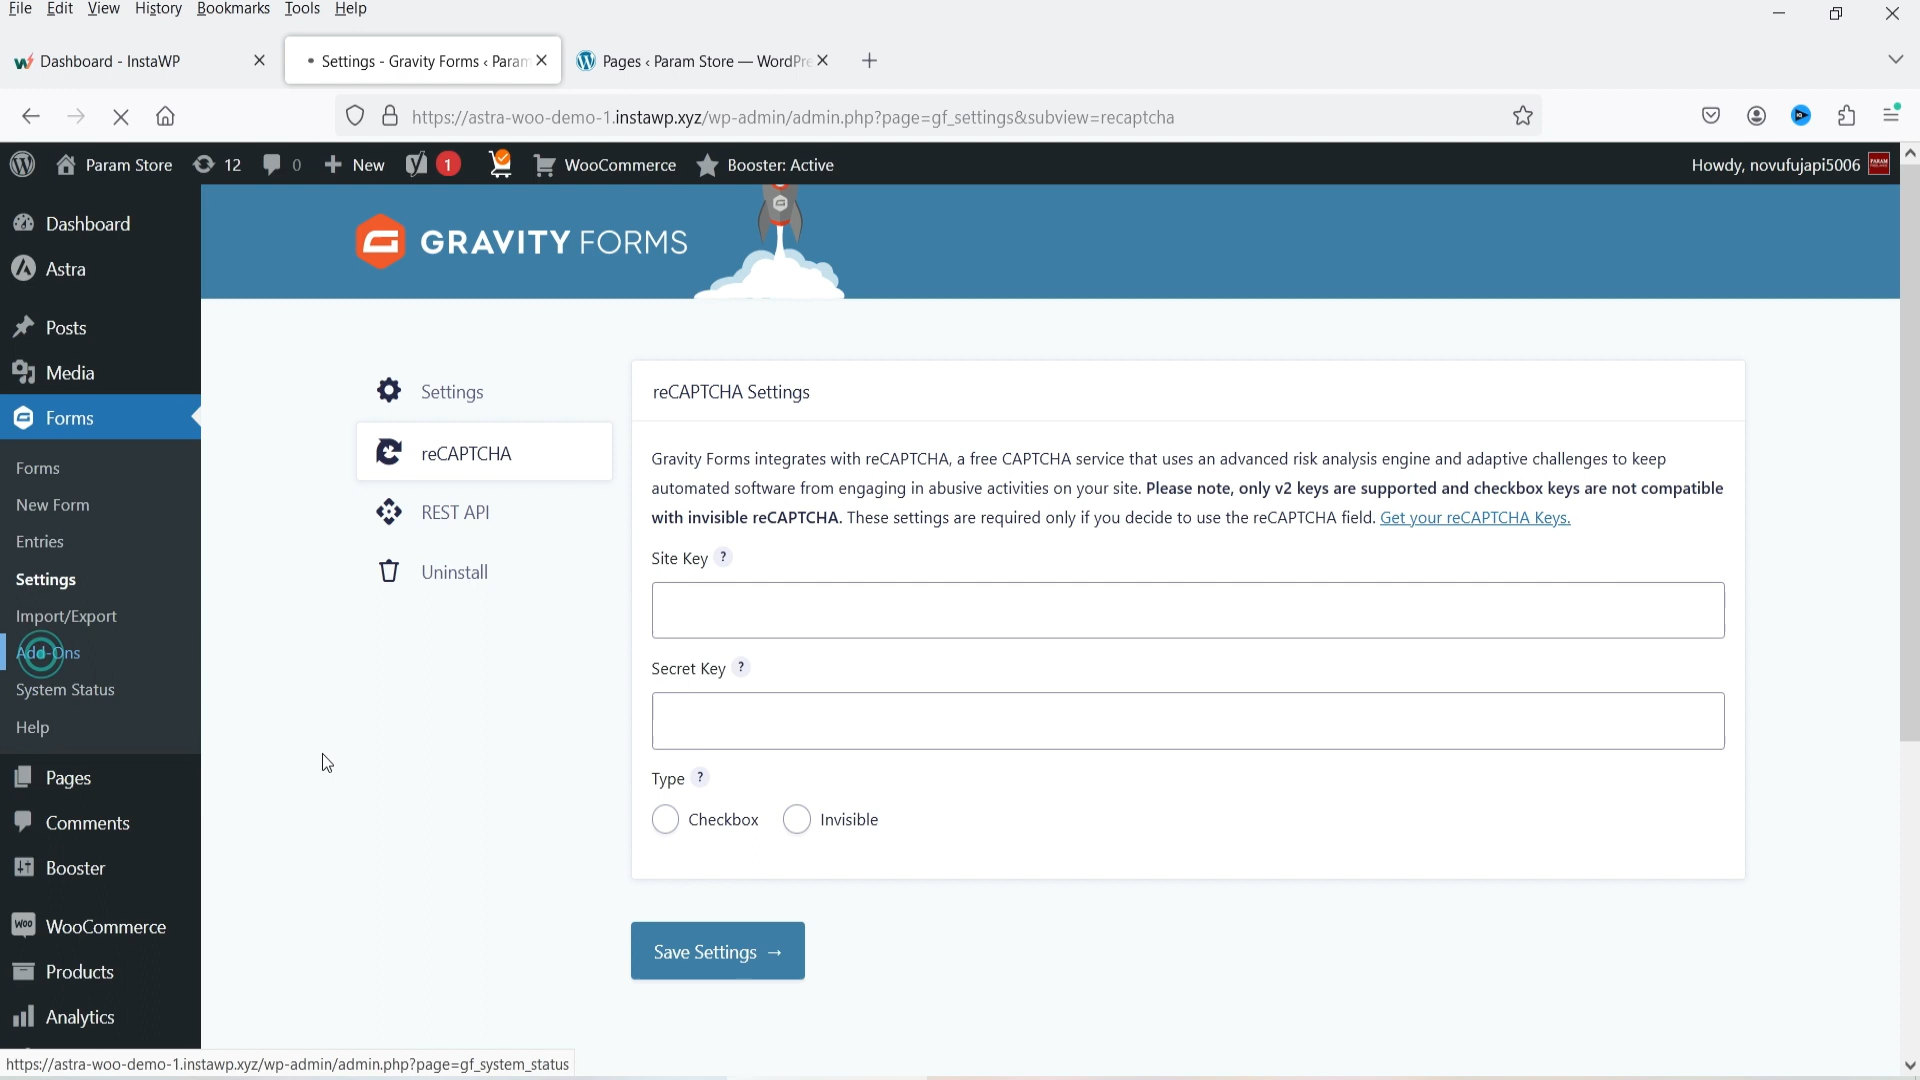 File Edit View History Bookmarks Tools Help
Dashboard - InstaWP
Settings - Gravity Forms ‹ Param
Pages ‹ Param Store — WordPre
https://astra-woo-demo-1.instawp.xyz/wp-admin/admin.php?page=gf_settings&subview=recaptcha
Param Store 12 0 New 1 WooCommerce Booster: Active Howdy, novufujapi5006
Dashboard
Astra
Posts
Media
Forms
Forms
New Form
Entries
Settings
Import/Export
Add-Ons
System Status
Help
Pages
Comments
Booster
WooCommerce
Products
Analytics
GRAVITY FORMS
Settings
reCAPTCHA
REST API
Uninstall
reCAPTCHA Settings
Gravity Forms integrates with reCAPTCHA, a free CAPTCHA service that uses an advanced risk analysis engine and adaptive challenges to keep
automated software from engaging in abusive activities on your site. Please note, only v2 keys are supported and checkbox keys are not compatible
with invisible reCAPTCHA. These settings are required only if you decide to use the reCAPTCHA field. Get your reCAPTCHA Keys.
Site Key ?
Secret Key ?
Type ?
Checkbox Invisible
Save Settings →
https://astra-woo-demo-1.instawp.xyz/wp-admin/admin.php?page=gf_system_status